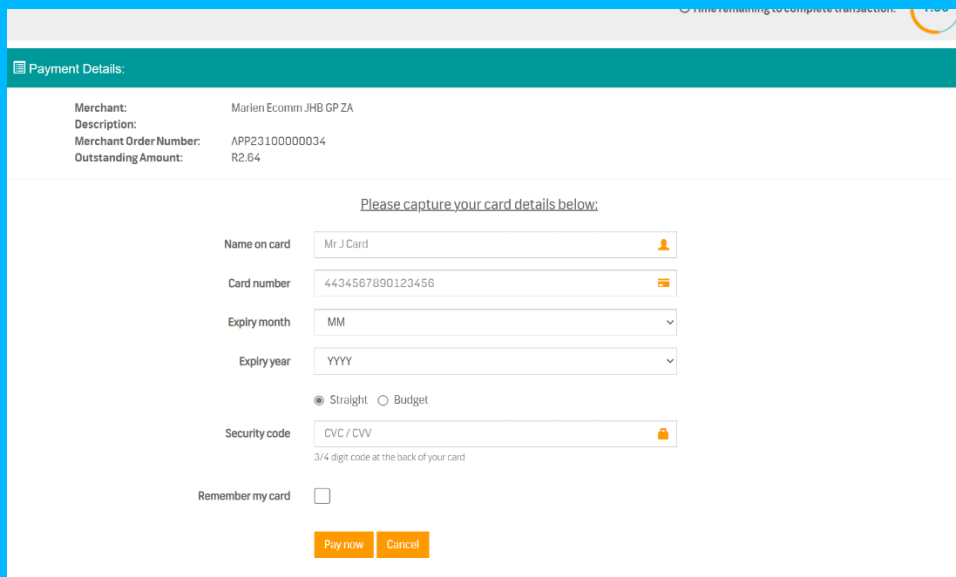 Time remaining to complete transaction:
Payment Details:
Merchant: Marien Ecomm JHB GP ZA
Description:
Merchant Order Number: APP23100000034
Outstanding Amount: R2.64
Please capture your card details below:
Name on card Mr J Card
Card number 4434567890123456
Expiry month MM
Expiry year YYYY
Straight Budget
Security code CVC / CVV
3/4 digit code at the back of your card
Remember my card
Pay now Cancel